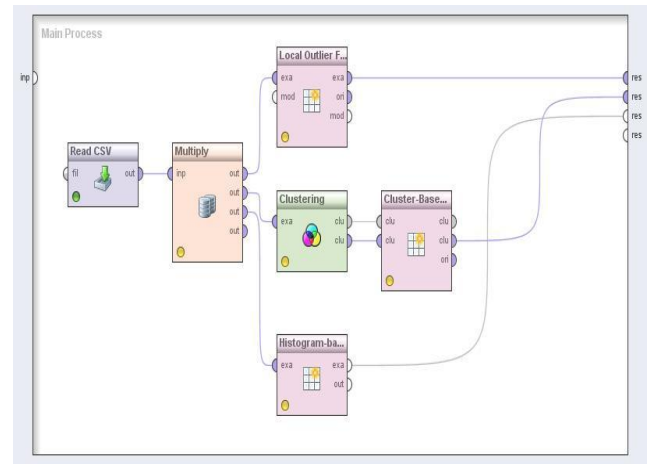 Main Process
inp
Read CSV
fil
out
Multiply
inp
out
out
out
out
Local Outlier F...
exa
mod
exa
ori
mod
Clustering
exa
clu
clu
Cluster-Base...
clu
clu
clu
clu
ori
Histogram-ba...
exa
exa
out
res
res
res
res